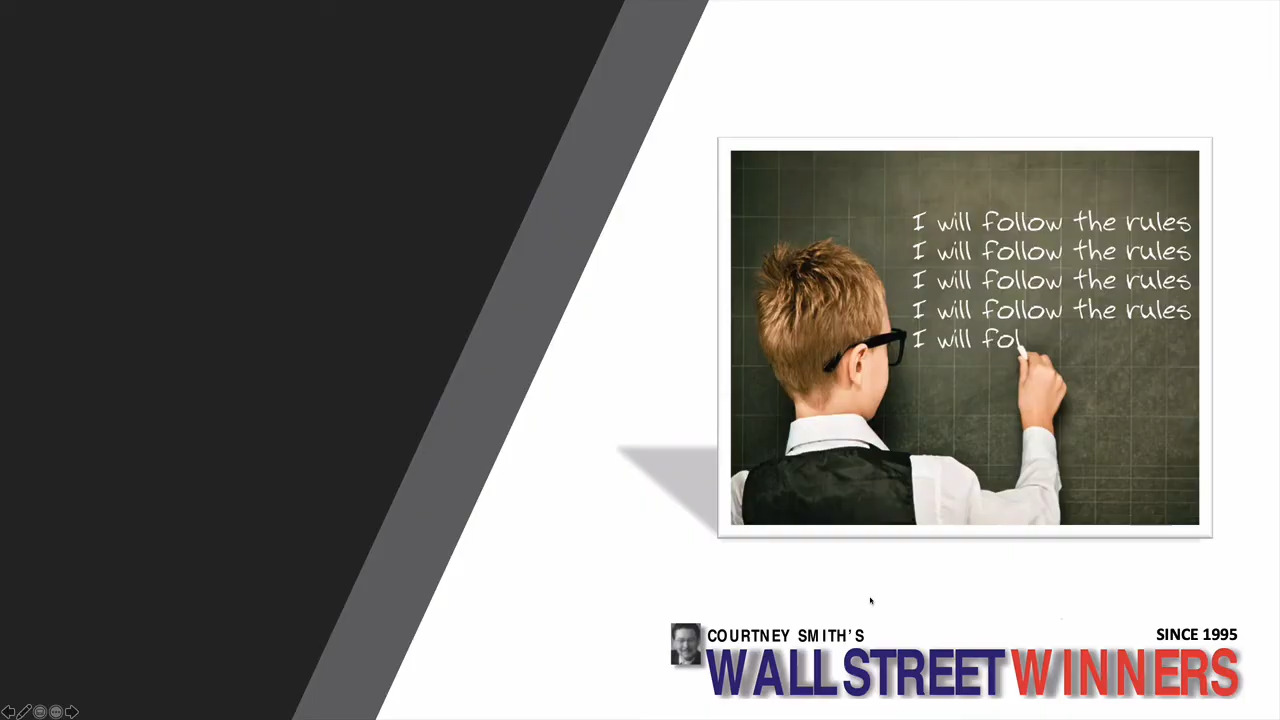 I will follow the rules
I will follow the rules
I will follow the rules
I will follow the rules
I will fol
COURTNEY SMITH'S
SINCE 1995
WALL STREET WINNERS